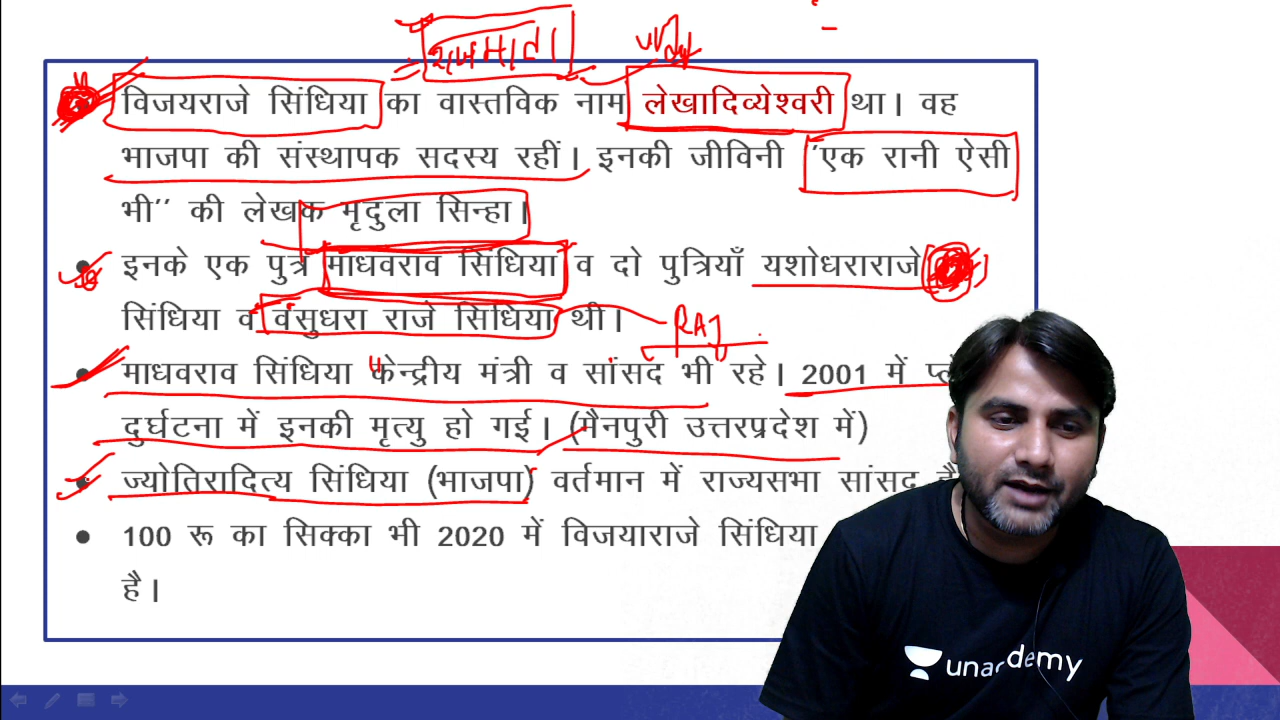 राजमाता
विजयराजे सिंधिया का वास्तविक नाम लेखादिव्येश्वरी था। वह
भाजपा की संस्थापक सदस्य रहीं। इनकी जीविनी ’एक रानी ऐसी
भी’’ की लेखक मृदुला सिन्हा।
इनके एक पुत्र माधवराव सिंधिया व दो पुत्रियाँ यशोधराराजे
सिंधिया व वंसुधरा राजे सिंधिया थी।
RAJ
माधवराव सिंधिया केन्द्रीय मंत्री व सांसद भी रहे। 2001 में
दुर्घटना में इनकी मृत्यु हो गई। (मैनपुरी उत्तरप्रदेश में)
ज्योतिरादित्य सिंधिया (भाजपा) वर्तमान में राज्यसभा सांसद
100 रू का सिक्का भी 2020 में विजयाराजे सिंधिया
है।
unacademy